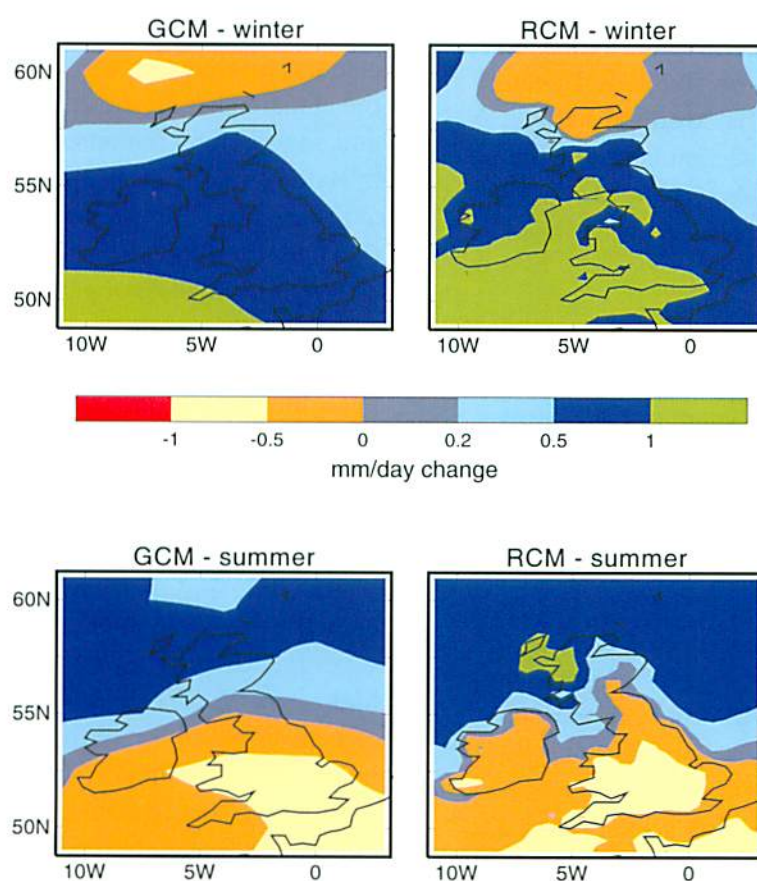 GCM - winter
RCM - winter
60N
55N
50N
10W
5W
0
10W
5W
0
-1
-0.5
0
0.2
0.5
1
mm/day change
GCM - summer
RCM - summer
60N
55N
50N
10W
5W
0
10W
5W
0